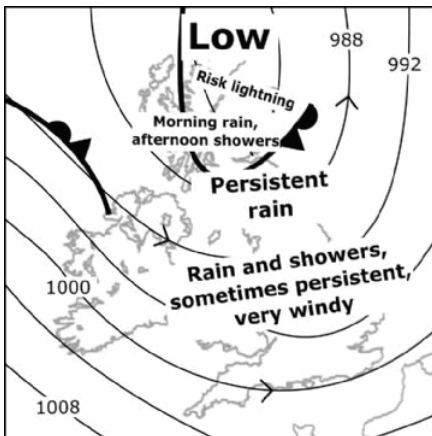 Low
988
992
Risk lightning
Morning rain,
afternoon showers
Persistent
rain
Rain and showers,
sometimes persistent,
very windy
1000
1008